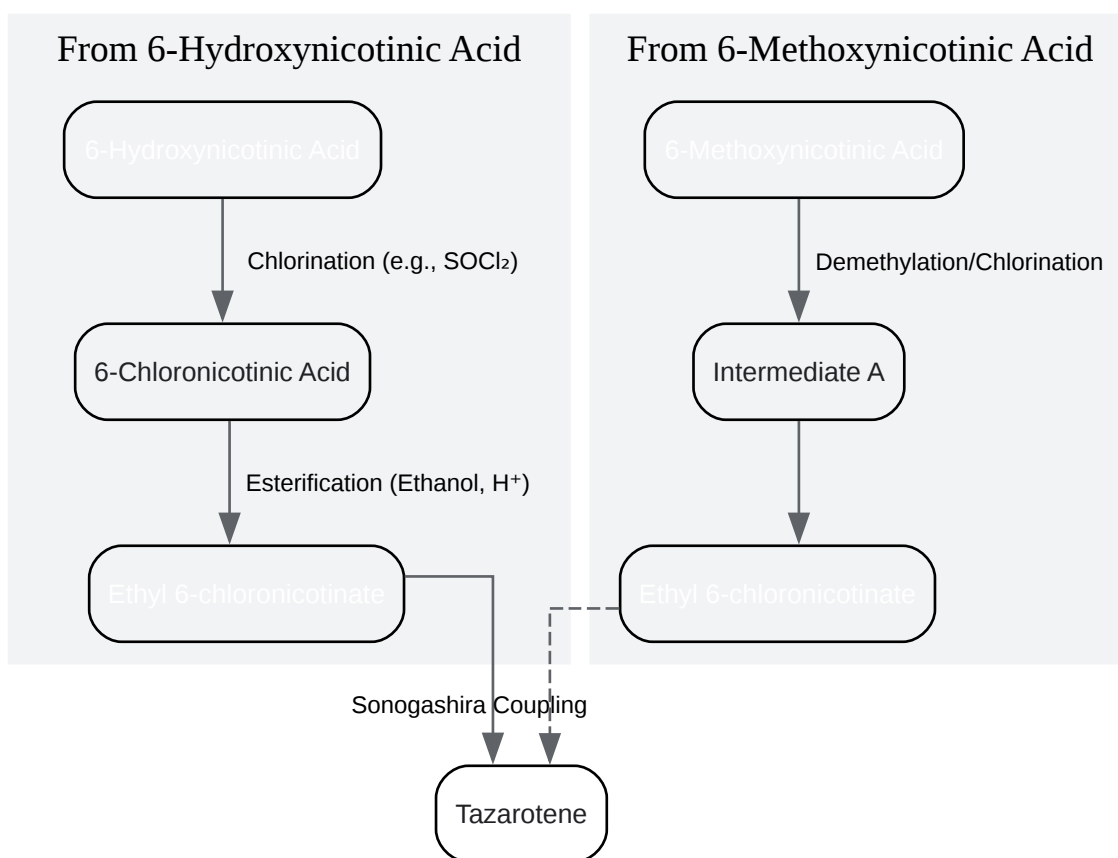 From 6-Hydroxynicotinic Acid
6-Hydroxynicotinic Acid
Chlorination (e.g., SOCl₂)
6-Chloronicotinic Acid
Esterification (Ethanol, H⁺)
Ethyl 6-chloronicotinate
From 6-Methoxynicotinic Acid
6-Methoxynicotinic Acid
Demethylation/Chlorination
Intermediate A
Ethyl 6-chloronicotinate
Sonogashira Coupling
Tazarotene